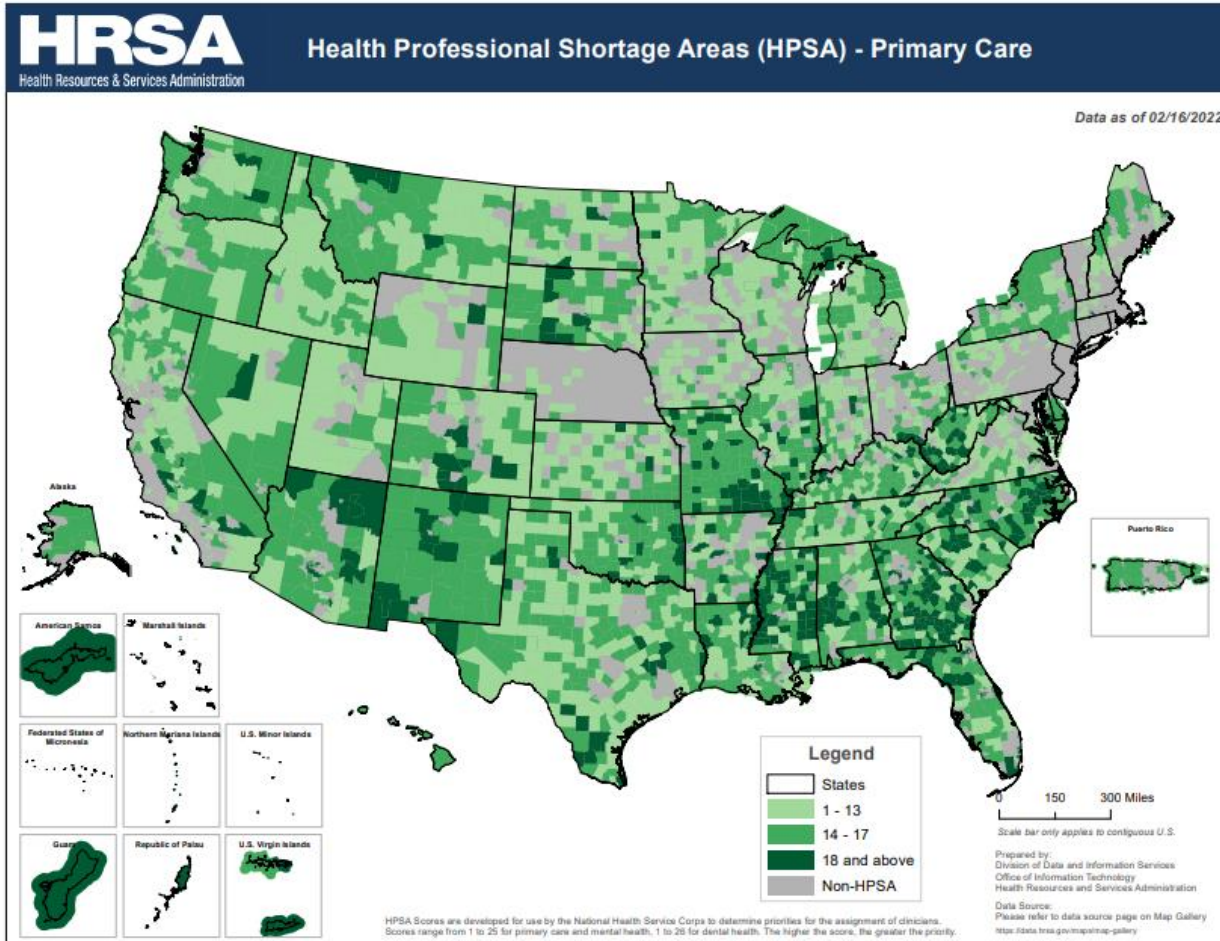 HRSA
Health Resources & Services Administration
Health Professional Shortage Areas (HPSA) - Primary Care
Data as of 02/16/2022
Alaska
Puerto Rico
American Samoa
Marshall Islands
Federated States of
Micronesia
Northern Mariana Islands
U.S. Minor Islands
Guam
Republic of Palau
U.S. Virgin Islands
Legend
States
1 - 13
14 - 17
18 and above
Non-HPSA
0 150 300 Miles
Scale bar only applies to contiguous U.S.
Prepared by:
Division of Data and Information Services
Office of Information Technology
Health Resources and Services Administration
Data Source:
Please refer to data source page on Map Gallery
https://data.hrsa.gov/maps/map-gallery
HPSA Scores are developed for use by the National Health Service Corps to determine priorities for the assignment of clinicians.
Scores range from 1 to 25 for primary care and mental health, 1 to 26 for dental health. The higher the score, the greater the priority.